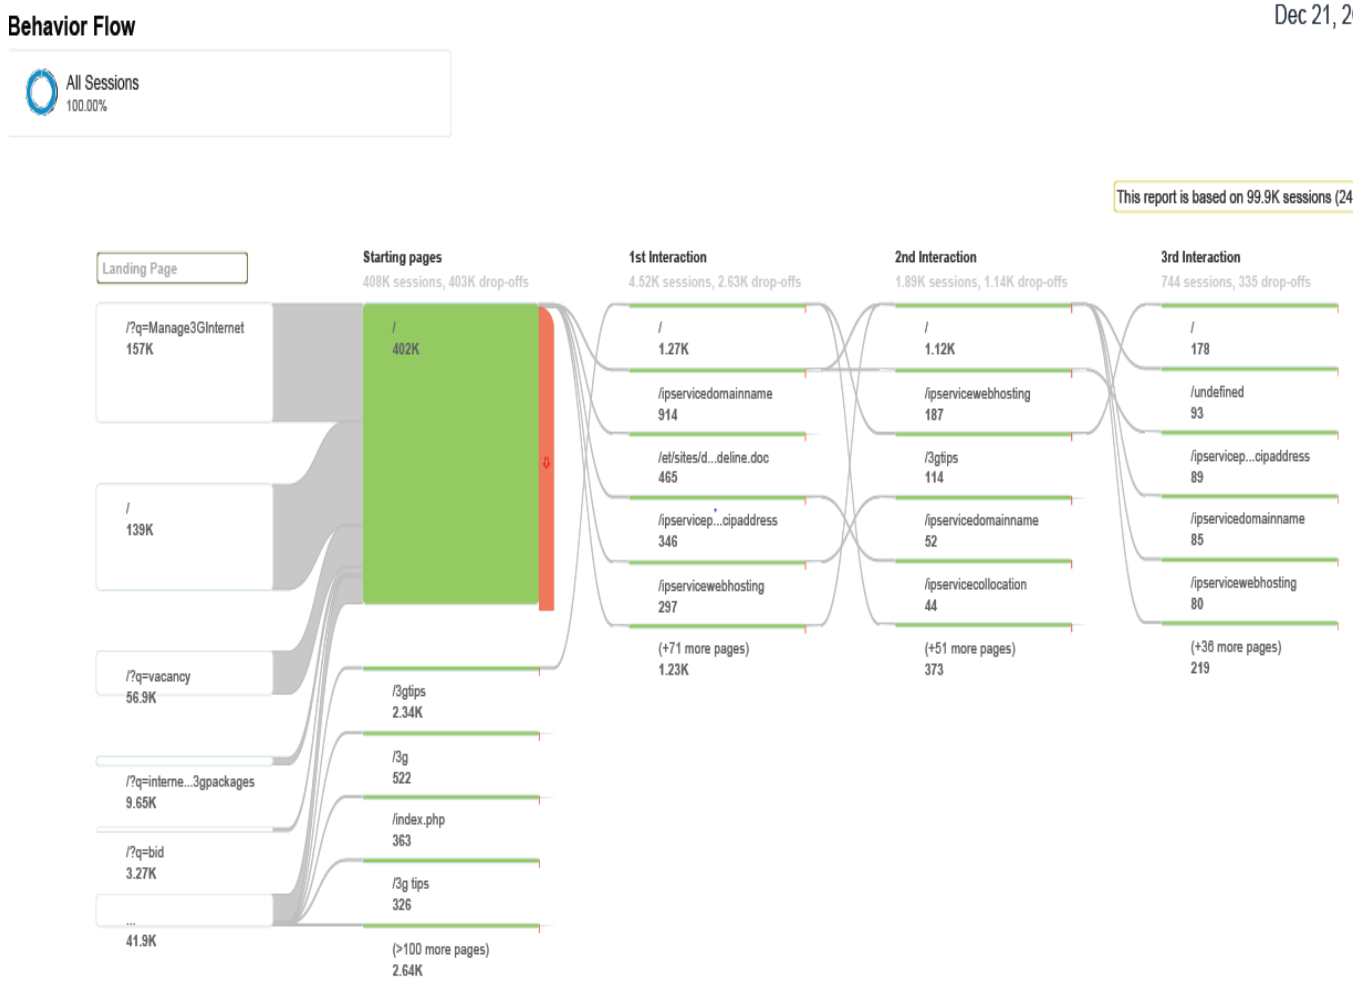 Behavior Flow
Dec 21, 2
All Sessions
100.00%
This report is based on 99.9K sessions (24
Landing Page
/?q=Manage3GInternet
157K
/
139K
/?q=vacancy
56.9K
/?q=interne...3gpackages
9.65K
/?q=bid
3.27K
...
41.9K
Starting pages
408K sessions, 403K drop-offs
/
402K
/3gtips
2.34K
/3g
522
/index.php
363
/3g tips
326
(>100 more pages)
2.64K
1st Interaction
4.52K sessions, 2.63K drop-offs
/
1.27K
/ipservicedomainname
914
/et/sites/d...deline.doc
465
/ipservicep...cipaddress
346
/ipservicewebhosting
297
(+71 more pages)
1.23K
2nd Interaction
1.89K sessions, 1.14K drop-offs
/
1.12K
/ipservicewebhosting
187
/3gtips
114
/ipservicedomainname
52
/ipservicecollocation
44
(+51 more pages)
373
3rd Interaction
744 sessions, 335 drop-offs
/
178
/undefined
93
/ipservicep...cipaddress
89
/ipservicedomainname
85
/ipservicewebhosting
80
(+36 more pages)
219